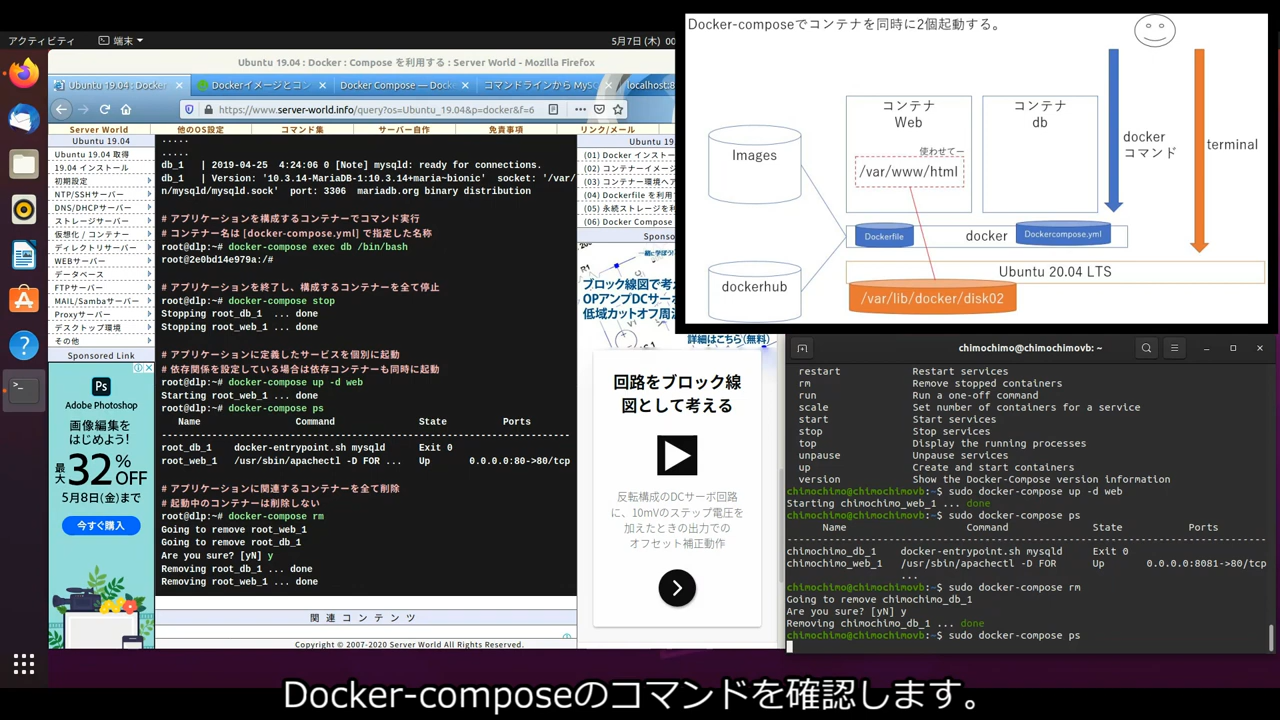 アクティビティ
端末
5月7日 (木) 00
Ubuntu 19.04 : Docker : Compose を利用する : Server World - Mozilla Firefox
Ubuntu 19.04 : Docker
Dockerイメージとコン
Docker Compose — Doc
コマンドラインから MyS
localhost:8
https://www.server-world.info/query?os=Ubuntu_19.04&p=docker&f=6
Server World
他のOS設定
コマンド集
サーバー自作
免責事項
リンク/メール
Ubuntu 19.04
Ubuntu 19.04 取得
19.04 インストール
初期設定
NTP/SSHサーバー
DNS/DHCPサーバー
ストレージサーバー
仮想化 / コンテナー
ディレクトリサーバー
WEBサーバー
データベース
FTPサーバー
MAIL/Sambaサーバー
Proxyサーバー
デスクトップ環境
その他
Sponsored Link
Ps
Adobe Photoshop
画像編集を
はじめよう!
最大32%OFF
5月8日(金)まで
今すぐ購入
.....
.....
db_1 | 2019-04-25 4:24:06 0 [Note] mysqld: ready for connections.
db_1 | Version: '10.3.14-MariaDB-1:10.3.14+maria~bionic' socket: '/var/
n/mysqld/mysqld.sock' port: 3306 mariadb.org binary distribution
# アプリケーションを構成するコンテナーでコマンド実行
# コンテナー名は [docker-compose.yml] で指定した名称
root@dlp:~# docker-compose exec db /bin/bash
root@2e0bd14e979a:/#
# アプリケーションを終了し、構成するコンテナーを全て停止
root@dlp:~# docker-compose stop
Stopping root_db_1 ... done
Stopping root_web_1 ... done
# アプリケーションに定義したサービスを個別に起動
# 依存関係を設定している場合は依存コンテナーも同時に起動
root@dlp:~# docker-compose up -d web
Starting root_web_1 ... done
root@dlp:~# docker-compose ps
Name Command State Ports
-----------------------------------------------------------------
root_db_1 docker-entrypoint.sh mysqld Exit 0
root_web_1 /usr/sbin/apachectl -D FOR ... Up 0.0.0.0:80->80/tcp
# アプリケーションに関連するコンテナーを全て削除
# 起動中のコンテナーは削除しない
root@dlp:~# docker-compose rm
Going to remove root_web_1
Going to remove root_db_1
Are you sure? [yN] y
Removing root_db_1 ... done
Removing root_web_1 ... done
関 連 コ ン テ ン ツ
Copyright © 2007-2020 Server World All Rights Reserved.
Ubuntu 19
(01) Docker インストー
(02) コンテナーイメージ
(03) コンテナー環境へア
(04) Dockerfile を利用
(05) 永続ストレージを利
(06) Docker Compose
Spons
ブロック線図で考
OPアンプDCサーボ
低域カットオフ周
詳細はこちら(無料)
回路をブロック線
図として考える
反転構成のDCサーボ回路
に、10mVのステップ電圧を
加えたときの出力での
オフセット補正動作
Docker-composeでコンテナを同時に2個起動する。
コンテナ
Web
コンテナ
db
Images
使わせてー
/var/www/html
docker
コマンド
terminal
Dockerfile
docker
Dockercompose.yml
Ubuntu 20.04 LTS
dockerhub
/var/lib/docker/disk02
chimochimo@chimochimovb: ~
restart Restart services
rm Remove stopped containers
run Run a one-off command
scale Set number of containers for a service
start Start services
stop Stop services
top Display the running processes
unpause Unpause services
up Create and start containers
version Show the Docker-Compose version information
chimochimo@chimochimovb:~$ sudo docker-compose up -d web
Starting chimochimo_web_1 ... done
chimochimo@chimochimovb:~$ sudo docker-compose ps
Name Command State Ports
--------------------------------------------------------------------------------
chimochimo_db_1 docker-entrypoint.sh mysqld Exit 0
chimochimo_web_1 /usr/sbin/apachectl -D FOR Up 0.0.0.0:8081->80/tcp
...
chimochimo@chimochimovb:~$ sudo docker-compose rm
Going to remove chimochimo_db_1
Are you sure? [yN] y
Removing chimochimo_db_1 ... done
chimochimo@chimochimovb:~$ sudo docker-compose ps
Docker-composeのコマンドを確認します。